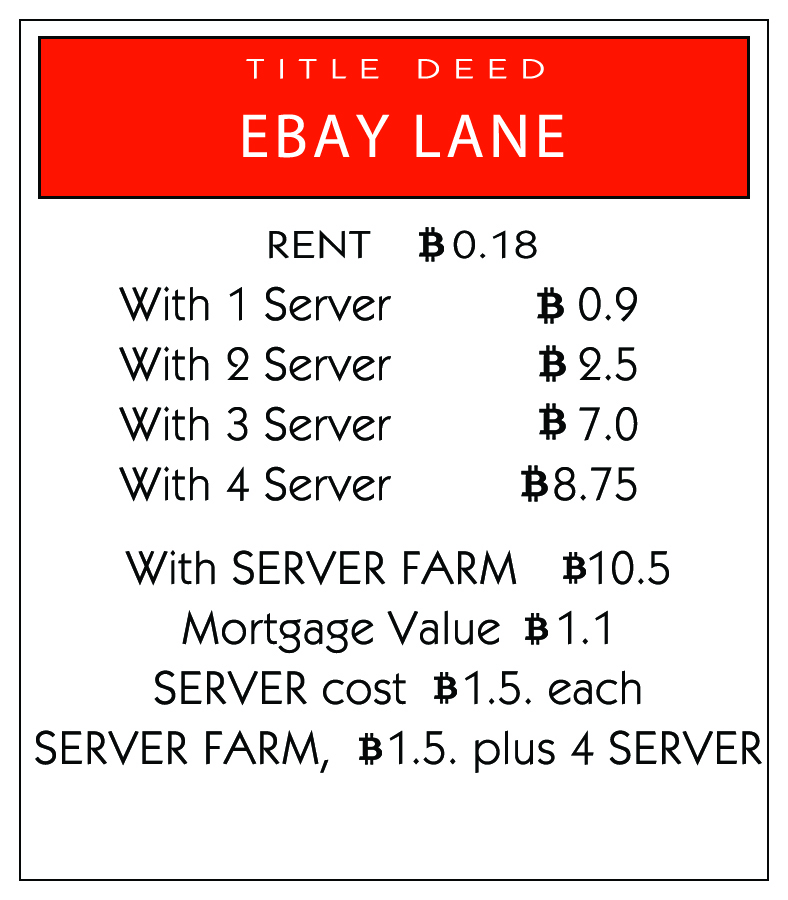 TITLE DEED
EBAY LANE
RENT ₿0.18
With 1 Server ₿ 0.9
With 2 Server ₿ 2.5
With 3 Server ₿ 7.0
With 4 Server ₿8.75
With SERVER FARM ₿10.5
Mortgage Value ₿1.1
SERVER cost ₿1.5. each
SERVER FARM, ₿1.5. plus 4 SERVER